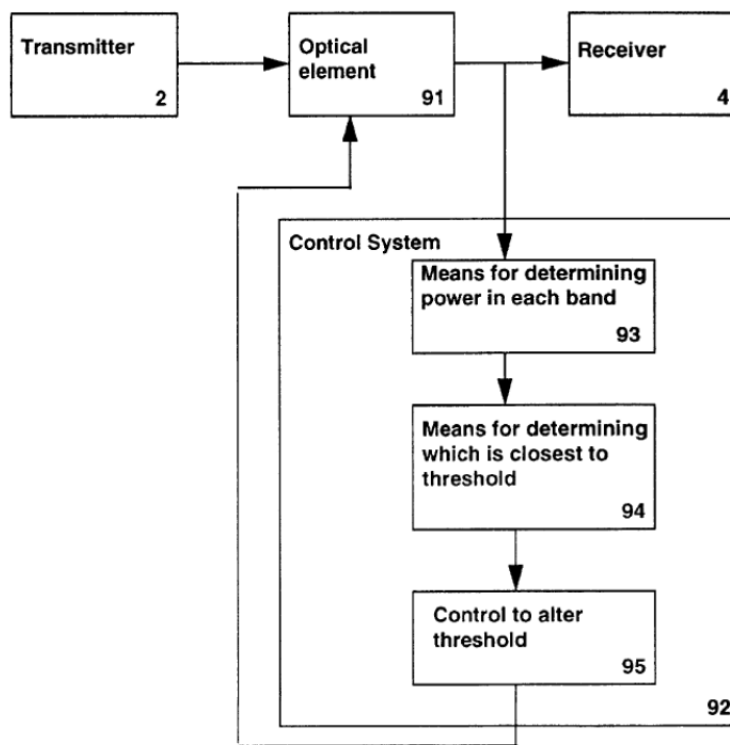 Transmitter
2
Optical
element
91
Receiver
4
Control System
Means for determining
power in each band
93
Means for determining
which is closest to
threshold
94
Control to alter
threshold
95
92